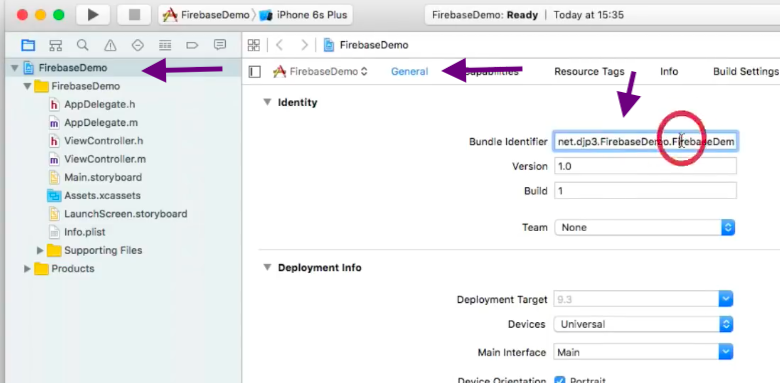 FirebaseDemo iPhone 6s Plus FirebaseDemo: Ready | Today at 15:35
FirebaseDemo
FirebaseDemo FirebaseDemo General Capabilities Resource Tags Info Build Settings
FirebaseDemo
h AppDelegate.h
m AppDelegate.m
h ViewController.h
m ViewController.m
Main.storyboard
Assets.xcassets
LaunchScreen.storyboard
Info.plist
Supporting Files
Products
Identity
Bundle Identifier net.djp3.FirebaseDemo.FirebaseDem
Version 1.0
Build 1
Team None
Deployment Info
Deployment Target 9.3
Devices Universal
Main Interface Main
Device Orientation Portrait